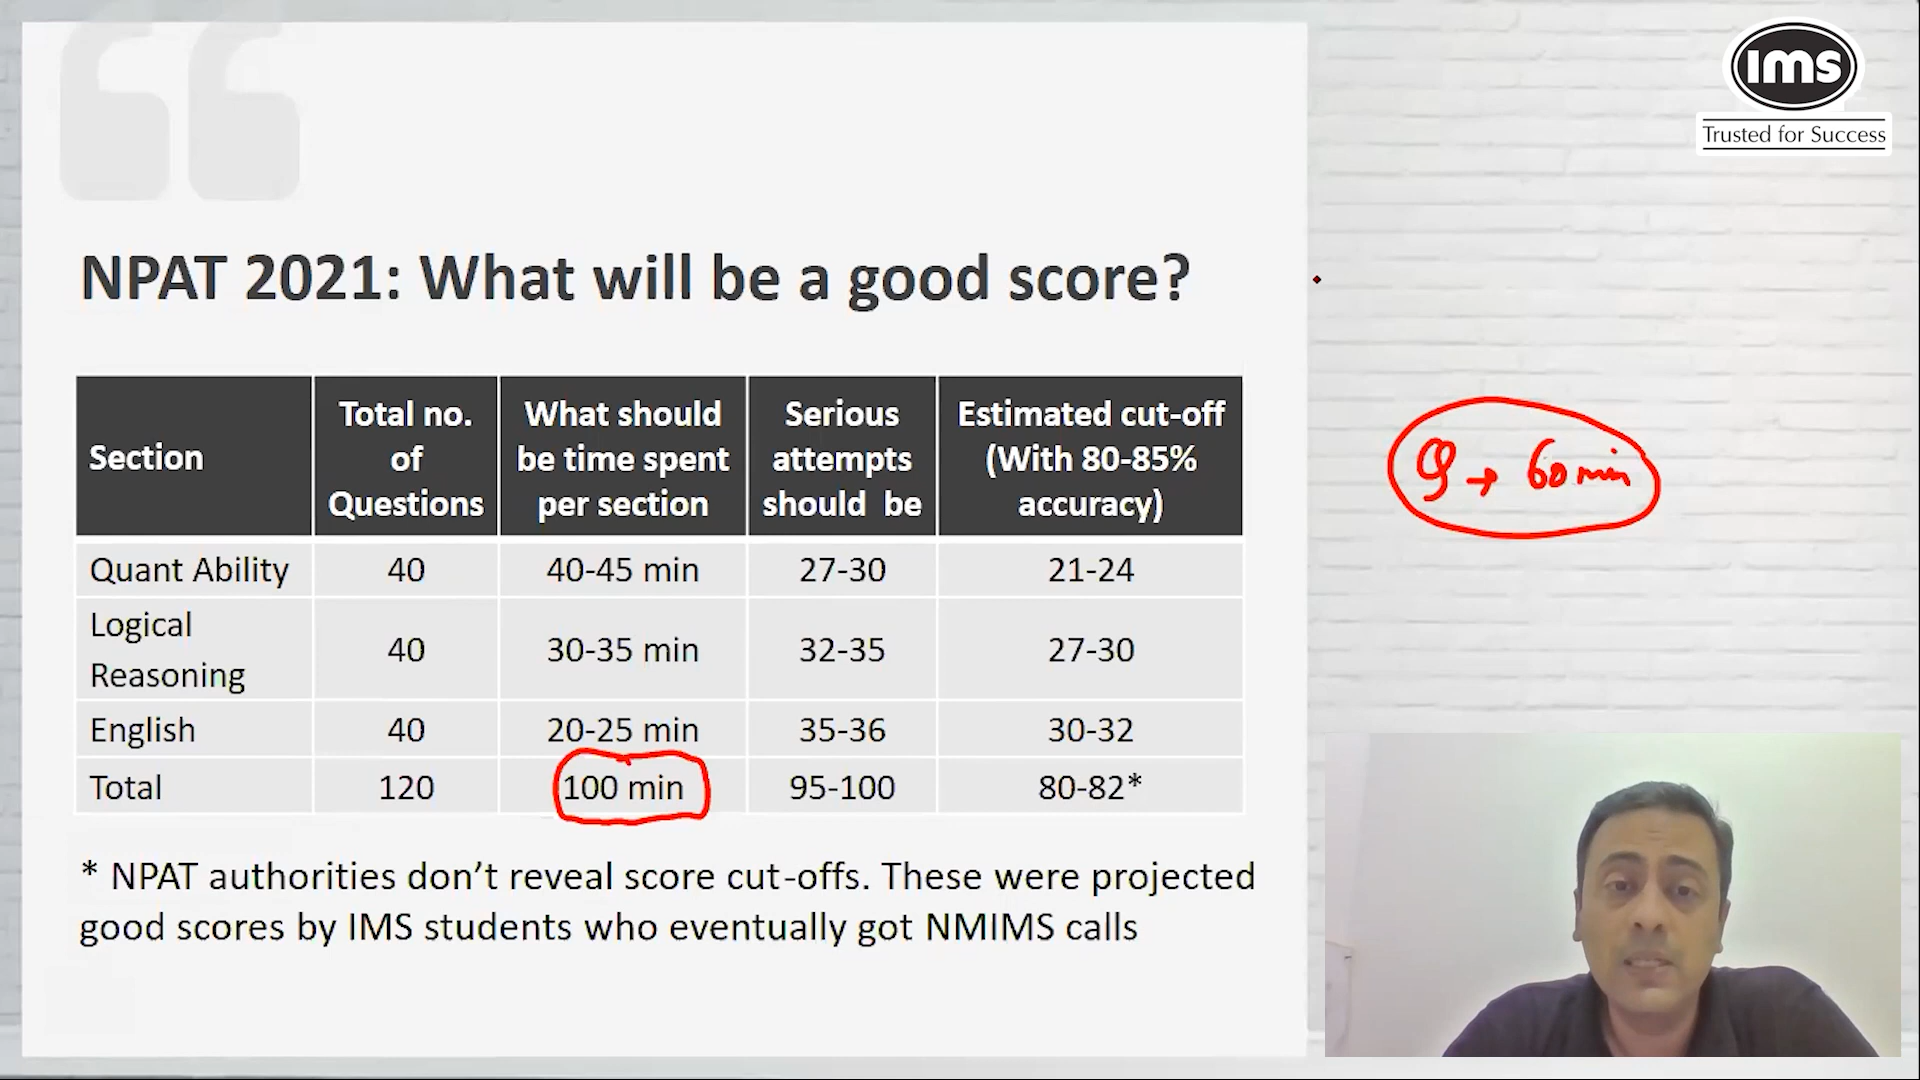 ims
Trusted for Success
NPAT 2021: What will be a good score?
Section
Total no.
of
Questions
What should
be time spent
per section
Serious
attempts
should be
Estimated cut-off
(With 80-85%
accuracy)
Quant Ability 40 40-45 min 27-30 21-24
Logical
Reasoning 40 30-35 min 32-35 27-30
English 40 20-25 min 35-36 30-32
Total 120 100 min 95-100 80-82*
* NPAT authorities don’t reveal score cut-offs. These were projected
good scores by IMS students who eventually got NMIMS calls
Q → 60 min